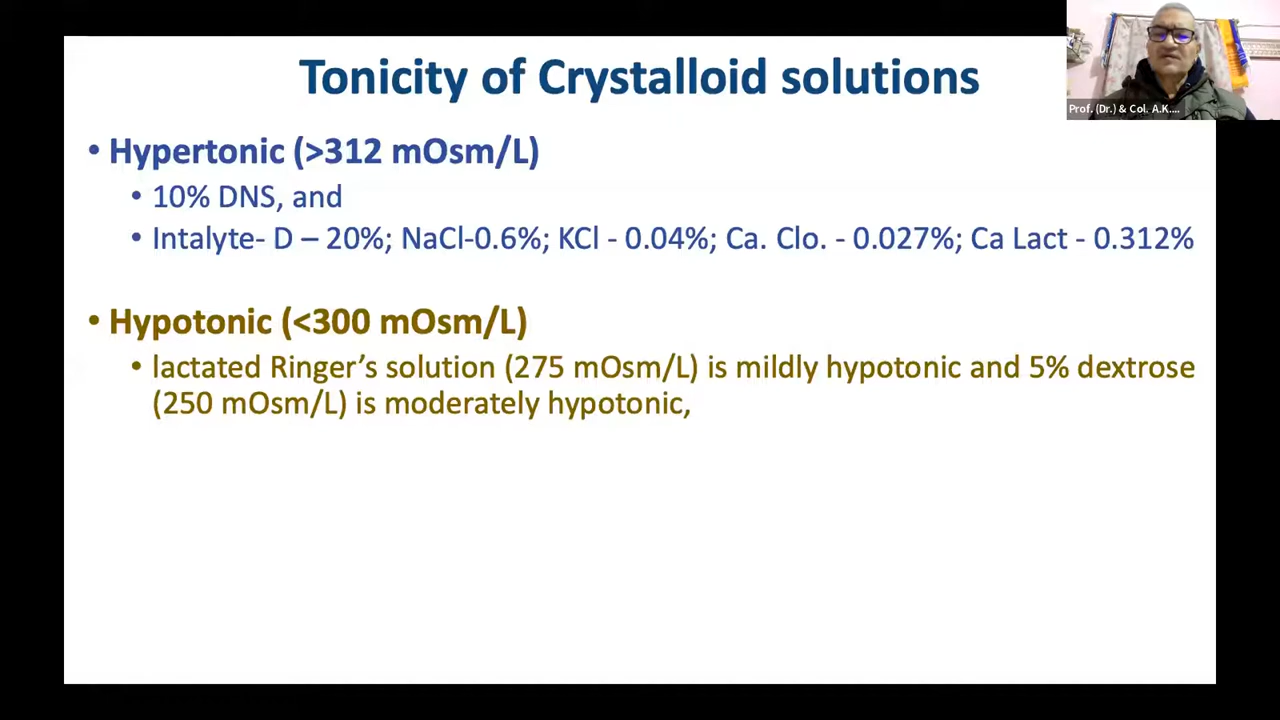 Tonicity of Crystalloid solutions
Prof. (Dr.) & Col. A.K....
• Hypertonic (>312 mOsm/L)
• 10% DNS, and
• Intalyte- D – 20%; NaCl-0.6%; KCl - 0.04%; Ca. Clo. - 0.027%; Ca Lact - 0.312%
• Hypotonic (<300 mOsm/L)
• lactated Ringer’s solution (275 mOsm/L) is mildly hypotonic and 5% dextrose
(250 mOsm/L) is moderately hypotonic,